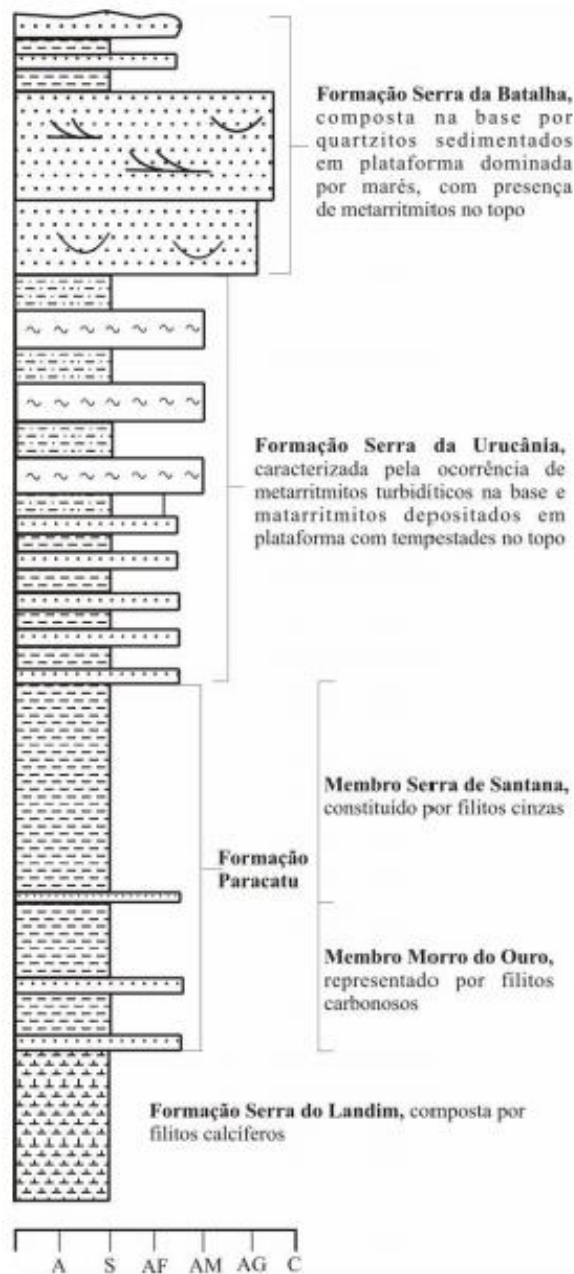 Formação Serra da Batalha,
composta na base por
quartzitos sedimentados
em plataforma dominada
por marés, com presença
de metarritmitos no topo
Formação Serra da Urucânia,
caracterizada pela ocorrência de
metarritmitos turbidíticos na base e
matarritmitos depositados em
plataforma com tempestades no topo
Membro Serra de Santana,
constituído por filitos cinzas
Formação
Paracatu
Membro Morro do Ouro,
representado por filitos
carbonosos
Formação Serra do Landim, composta por
filitos calcíferos
A S AF AM AG C